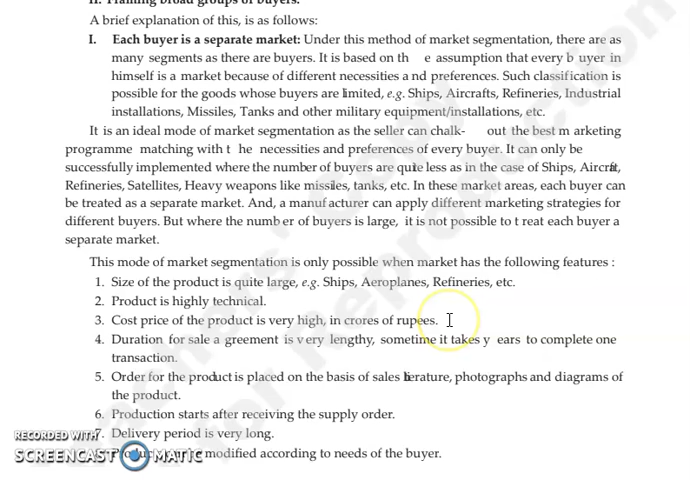 II. Framing broad groups of buyers.
A brief explanation of this, is as follows:
I. Each buyer is a separate market: Under this method of market segmentation, there are as
many segments as there are buyers. It is based on th e assumption that every b uyer in
himself is a market because of different necessities a nd preferences. Such classification is
possible for the goods whose buyers are limited, e.g. Ships, Aircrafts, Refineries, Industrial
installations, Missiles, Tanks and other military equipment/installations, etc.
It is an ideal mode of market segmentation as the seller can chalk- out the best m arketing
programme matching with t he necessities and preferences of every buyer. It can only be
successfully implemented where the number of buyers are quite less as in the case of Ships, Aircraft,
Refineries, Satellites, Heavy weapons like missiles, tanks, etc. In these market areas, each buyer can
be treated as a separate market. And, a manuf acturer can apply different marketing strategies for
different buyers. But where the numb er of buyers is large, it is not possible to t reat each buyer a
separate market.
This mode of market segmentation is only possible when market has the following features :
1. Size of the product is quite large, e.g. Ships, Aeroplanes, Refineries, etc.
2. Product is highly technical.
3. Cost price of the product is very high, in crores of rupees.
4. Duration for sale a greement is v ery lengthy, sometime it takes y ears to complete one
transaction.
5. Order for the product is placed on the basis of sales literature, photographs and diagrams of
the product.
6. Production starts after receiving the supply order.
7. Delivery period is very long.
modified according to needs of the buyer.
RECORDED WITH
SCREENCAST MATIC